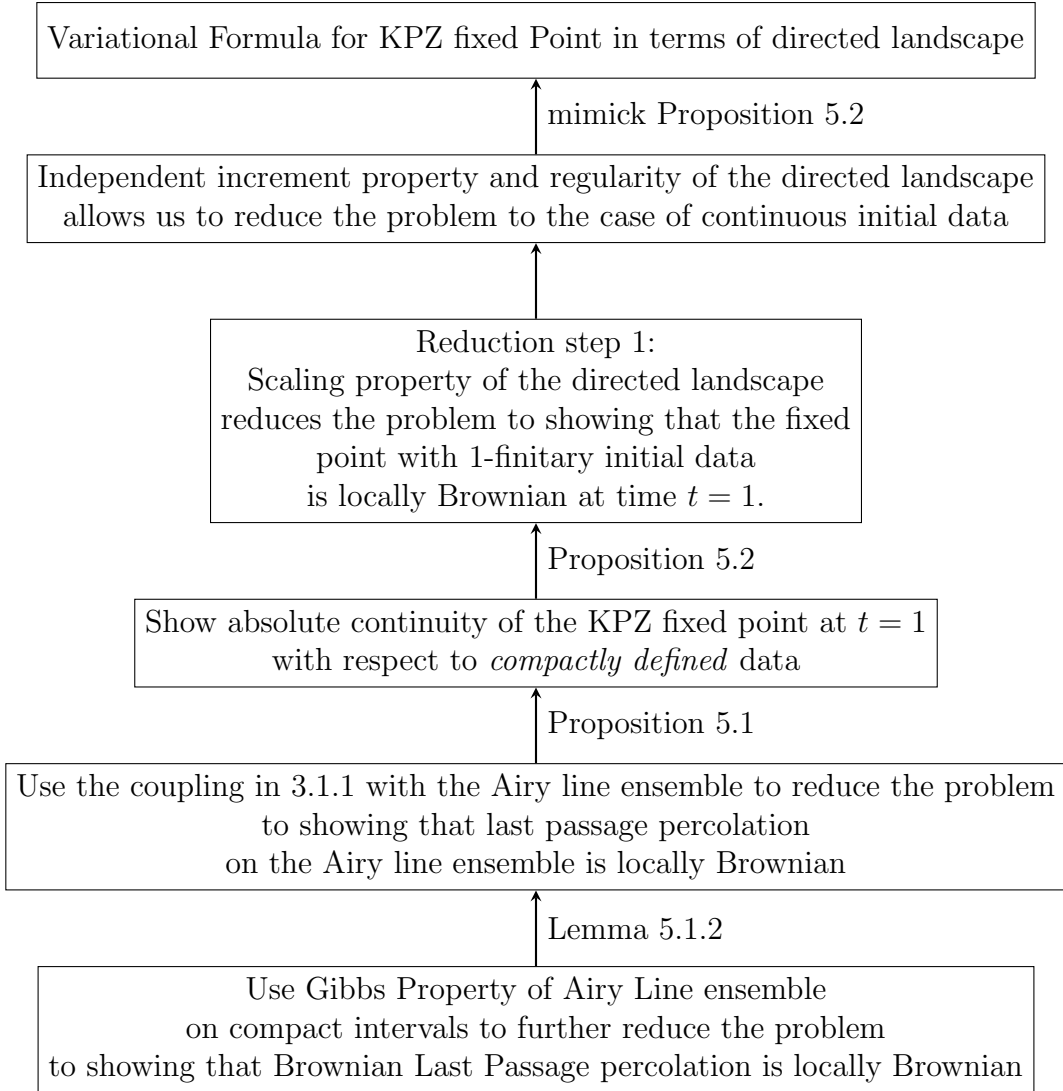 Variational Formula for KPZ fixed Point in terms of directed landscape
mimick Proposition 5.2
Independent increment property and regularity of the directed landscape
allows us to reduce the problem to the case of continuous initial data
Reduction step 1:
Scaling property of the directed landscape
reduces the problem to showing that the fixed
point with 1-finitary initial data
is locally Brownian at time t = 1.
Proposition 5.2
Show absolute continuity of the KPZ fixed point at t = 1
with respect to compactly defined data
Proposition 5.1
Use the coupling in 3.1.1 with the Airy line ensemble to reduce the problem
to showing that last passage percolation
on the Airy line ensemble is locally Brownian
Lemma 5.1.2
Use Gibbs Property of Airy Line ensemble
on compact intervals to further reduce the problem
to showing that Brownian Last Passage percolation is locally Brownian